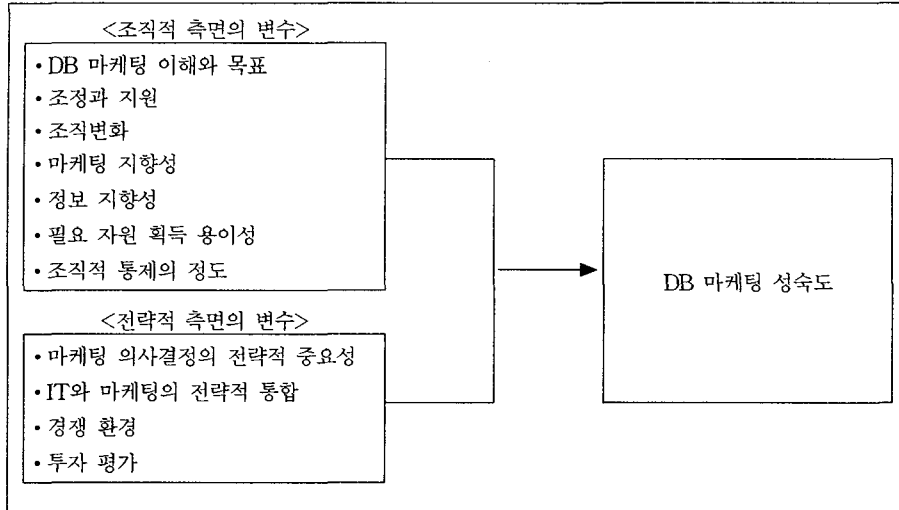 <조직적 측면의 변수>
• DB 마케팅 이해와 목표
• 조정과 지원
• 조직변화
• 마케팅 지향성
• 정보 지향성
• 필요 자원 획득 용이성
• 조직적 통제의 정도
<전략적 측면의 변수>
• 마케팅 의사결정의 전략적 중요성
• IT와 마케팅의 전략적 통합
• 경쟁 환경
• 투자 평가
DB 마케팅 성숙도